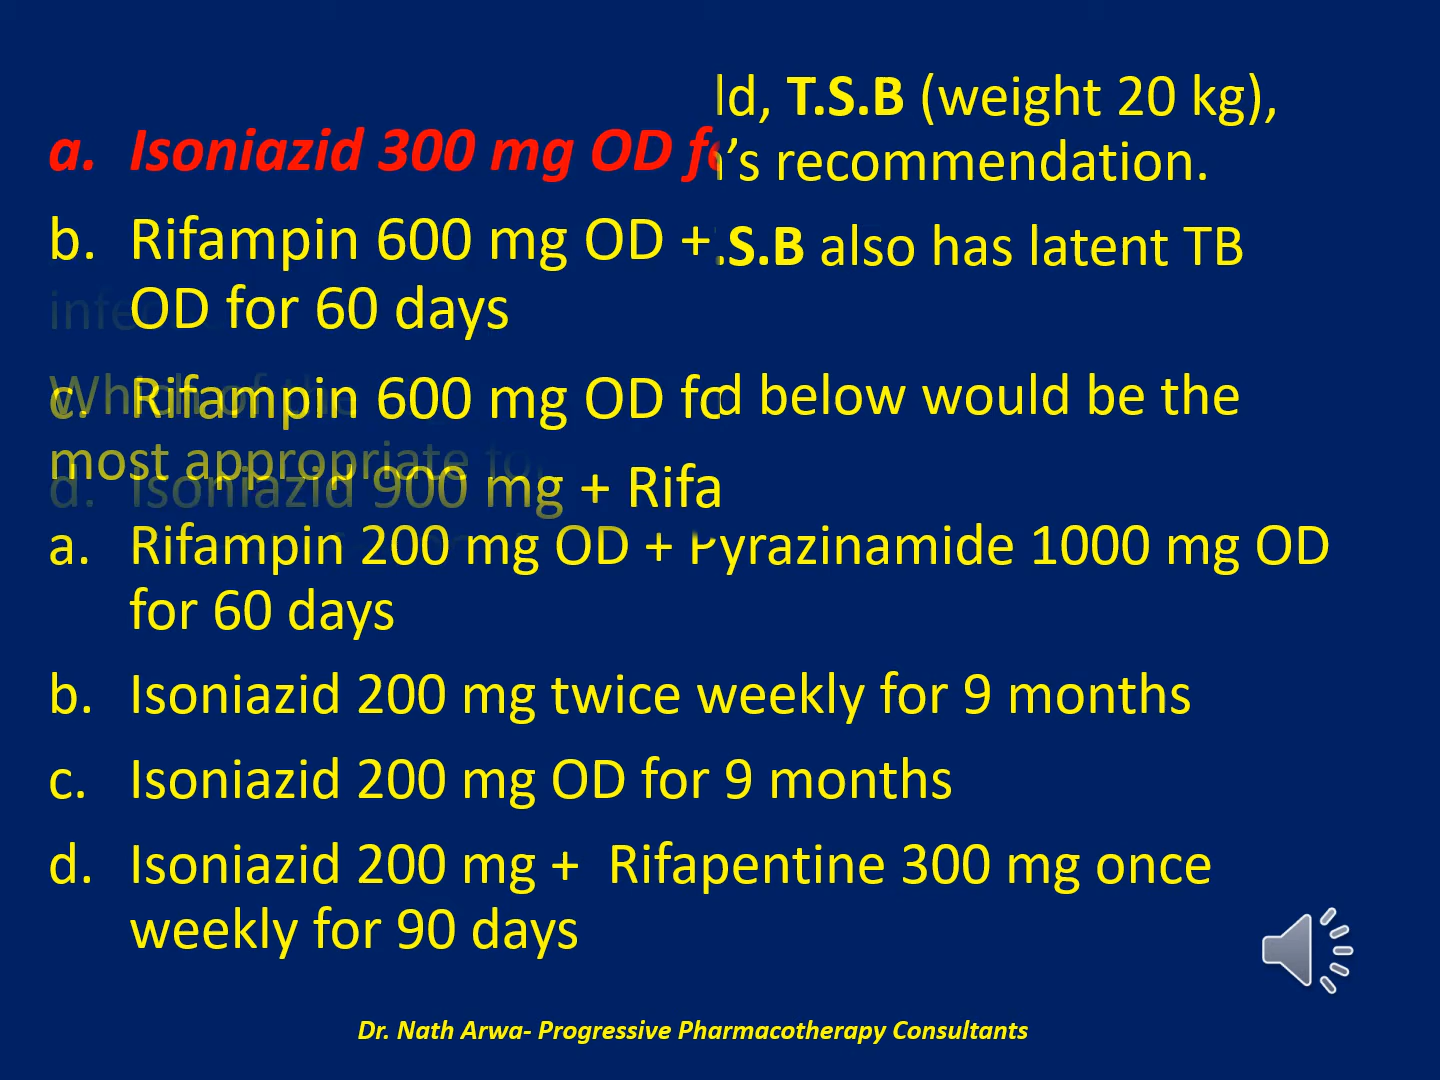 ld, T.S.B (weight 20 kg),
a. Isoniazid 300 mg OD
’s recommendation.
b. Rifampin 600 mg OD +
.S.B also has latent TB
OD for 60 days
c. Rifampin 600 mg OD
Which of the
d below would be the
most appropriate
d. Isoniazid 900 mg + Rifa
a. Rifampin 200 mg OD + Pyrazinamide 1000 mg OD
for 60 days
b. Isoniazid 200 mg twice weekly for 9 months
c. Isoniazid 200 mg OD for 9 months
d. Isoniazid 200 mg + Rifapentine 300 mg once
weekly for 90 days
Dr. Nath Arwa- Progressive Pharmacotherapy Consultants